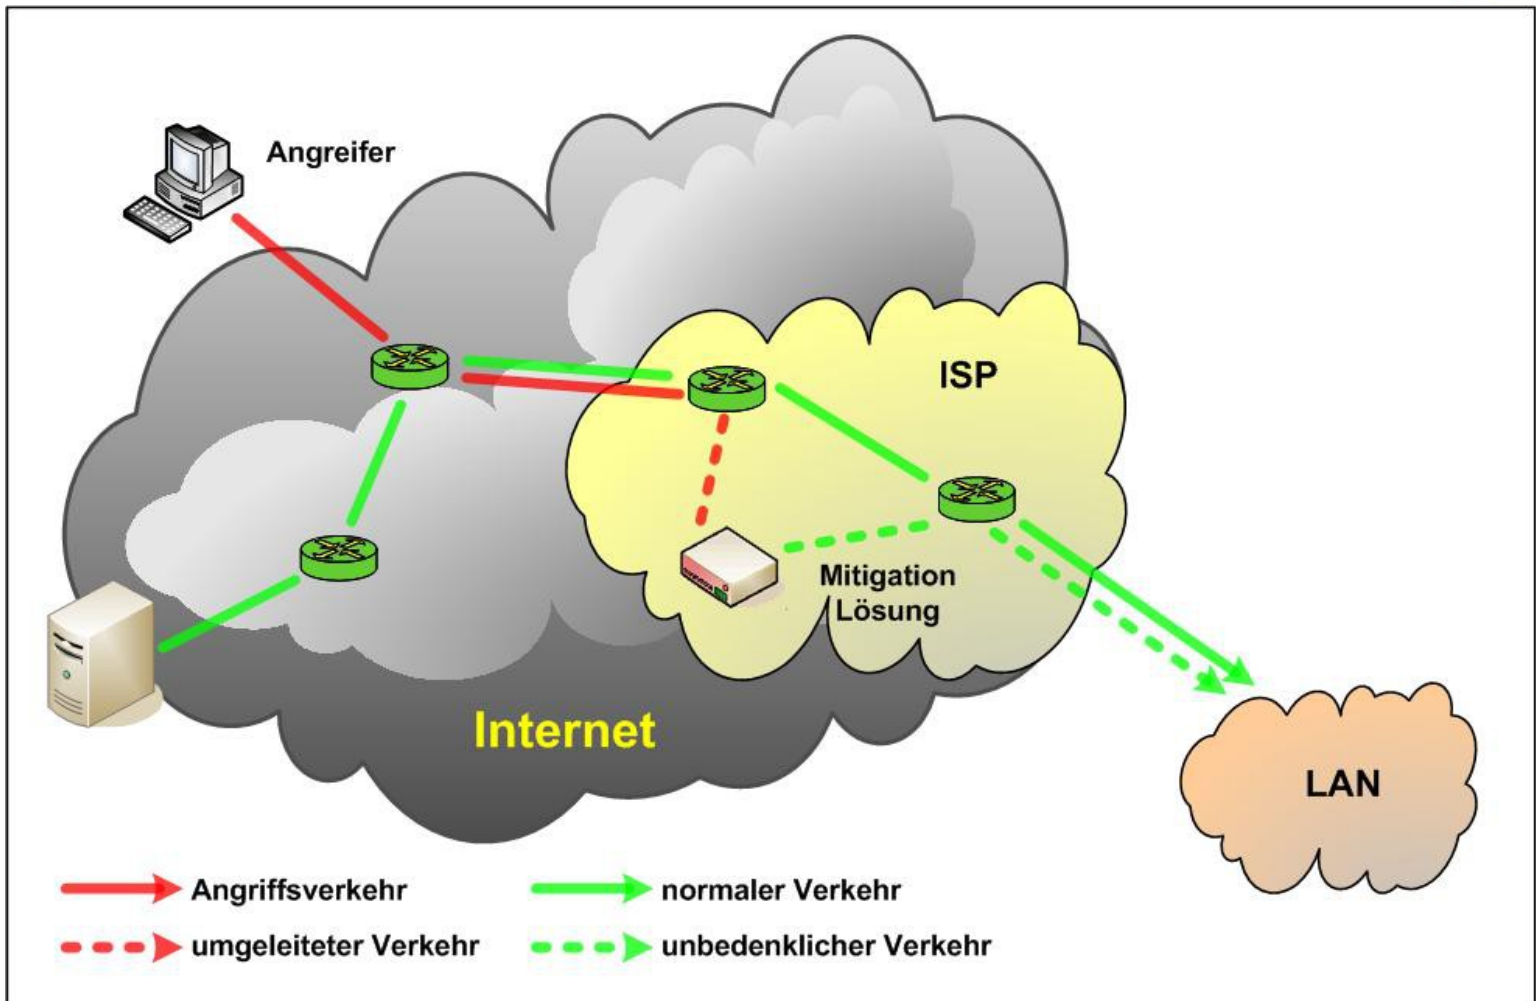 Angreifer
ISP
Mitigation
Lösung
Internet
LAN
Angriffsverkehr
normaler Verkehr
umgeleiteter Verkehr
unbedenklicher Verkehr